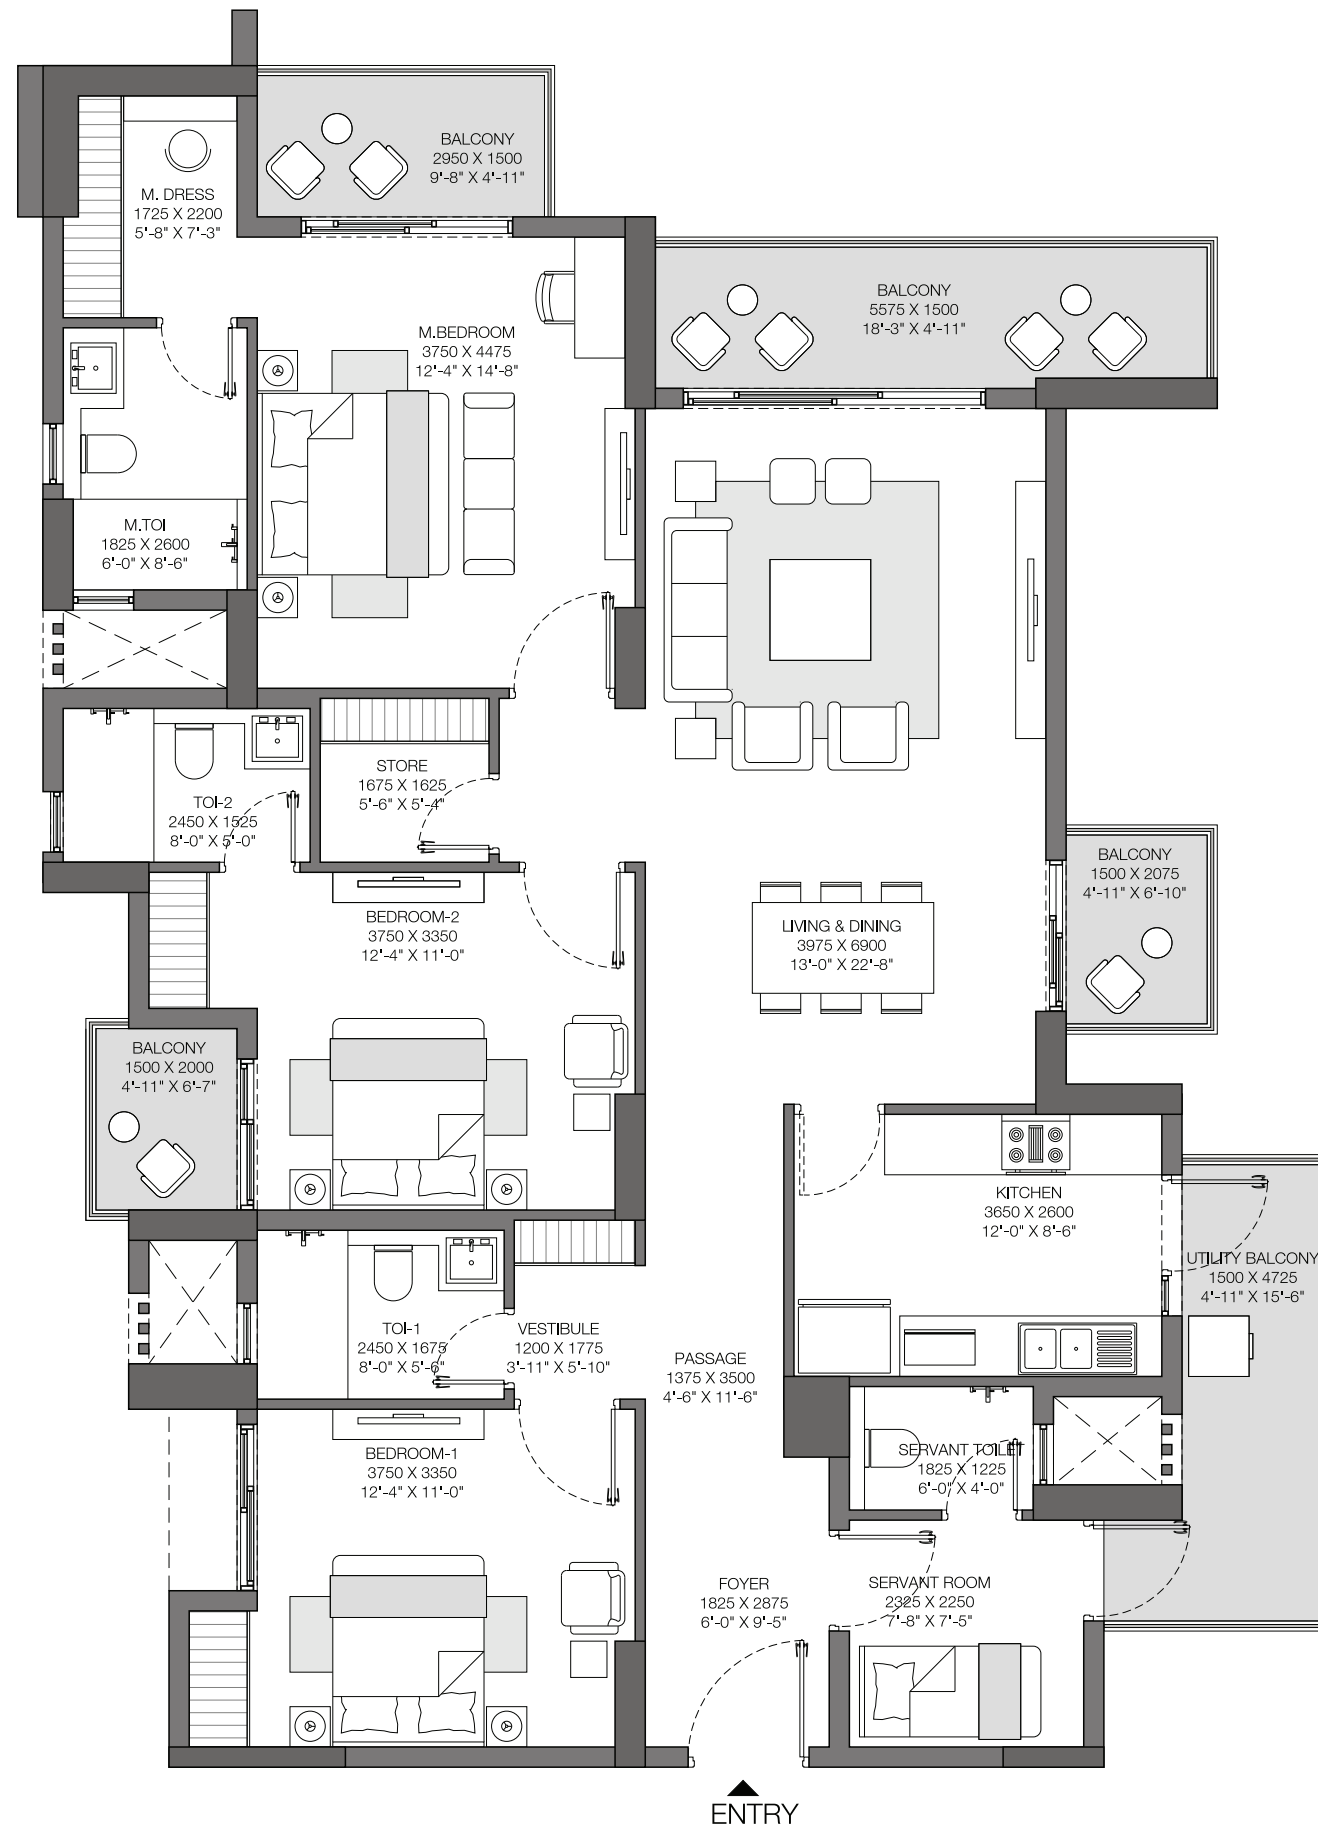 BALCONY
2950 X 1500
9'-8" X 4'-11"
M. DRESS
1725 X 2200
5'-8" X 7'-3"
BALCONY
5575 X 1500
18'-3" X 4'-11"
M.BEDROOM
3750 X 4475
12'-4" X 14'-8"
M.TOI
1825 X 2600
6'-0" X 8'-6"
STORE
1675 X 1625
5'-6" X 5'-4"
TOI-2
2450 X 1525
8'-0" X 5'-0"
BALCONY
1500 X 2075
4'-11" X 6'-10"
BEDROOM-2
3750 X 3350
12'-4" X 11'-0"
LIVING & DINING
3975 X 6900
13'-0" X 22'-8"
BALCONY
1500 X 2000
4'-11" X 6'-7"
KITCHEN
3650 X 2600
12'-0" X 8'-6"
UTILITY BALCONY
1500 X 4725
4'-11" X 15'-6"
TOI-1
2450 X 1675
8'-0" X 5'-6"
VESTIBULE
1200 X 1775
3'-11" X 5'-10"
PASSAGE
1375 X 3500
4'-6" X 11'-6"
BEDROOM-1
3750 X 3350
12'-4" X 11'-0"
SERVANT TOILET
1825 X 1225
6'-0" X 4'-0"
FOYER
1825 X 2875
6'-0" X 9'-5"
SERVANT ROOM
2325 X 2250
7'-8" X 7'-5"
ENTRY